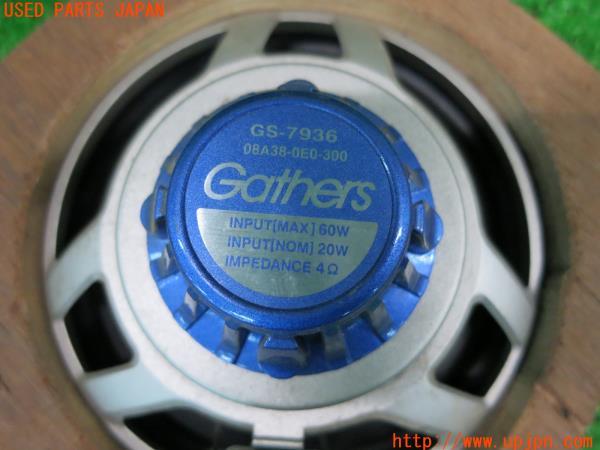 USED PARTS JAPAN
GS-7936
08A38-0E0-300
Gathers
INPUT[MAX] 60W
INPUT[NOM] 20W
IMPEDANCE 4Ω
http://www.upjpn.com/